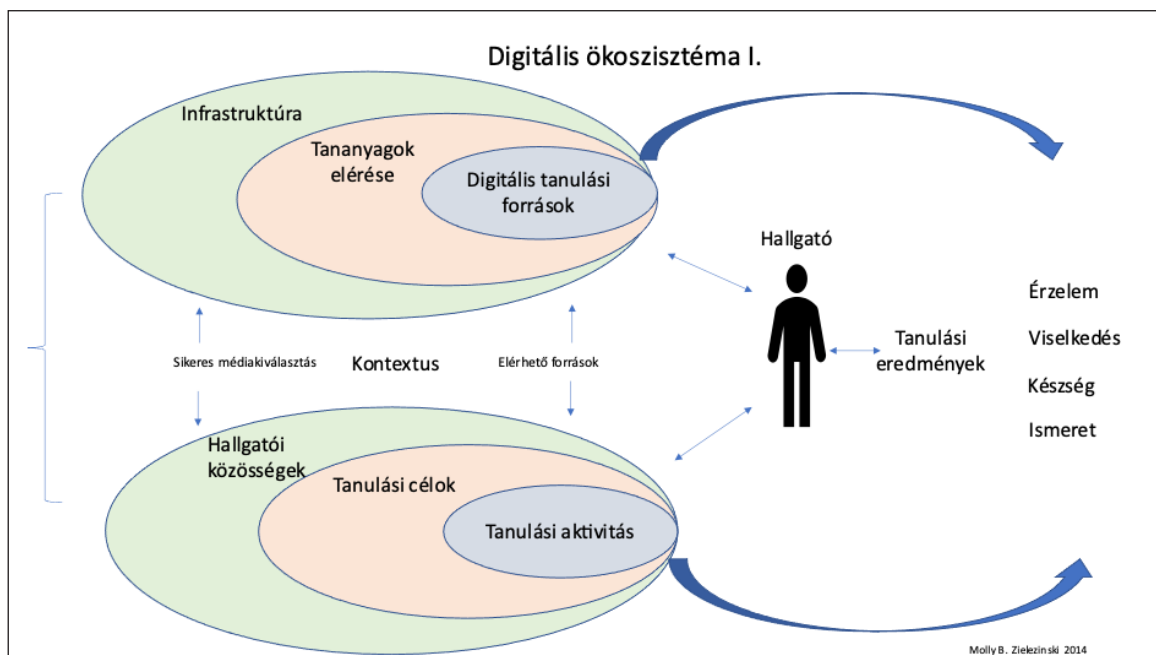 Digitális ökoszisztéma I.
Infrastruktúra
Tananyagok
elérése
Digitális tanulási
források
Hallgató
Érzelem
Viselkedés
Készség
Ismeret
Tanulási
eredmények
Sikeres médiakiválasztás
Kontextus
Elérhető források
Hallgatói
közösségek
Tanulási célok
Tanulási aktivitás
Molly B. Zielezinski 2014